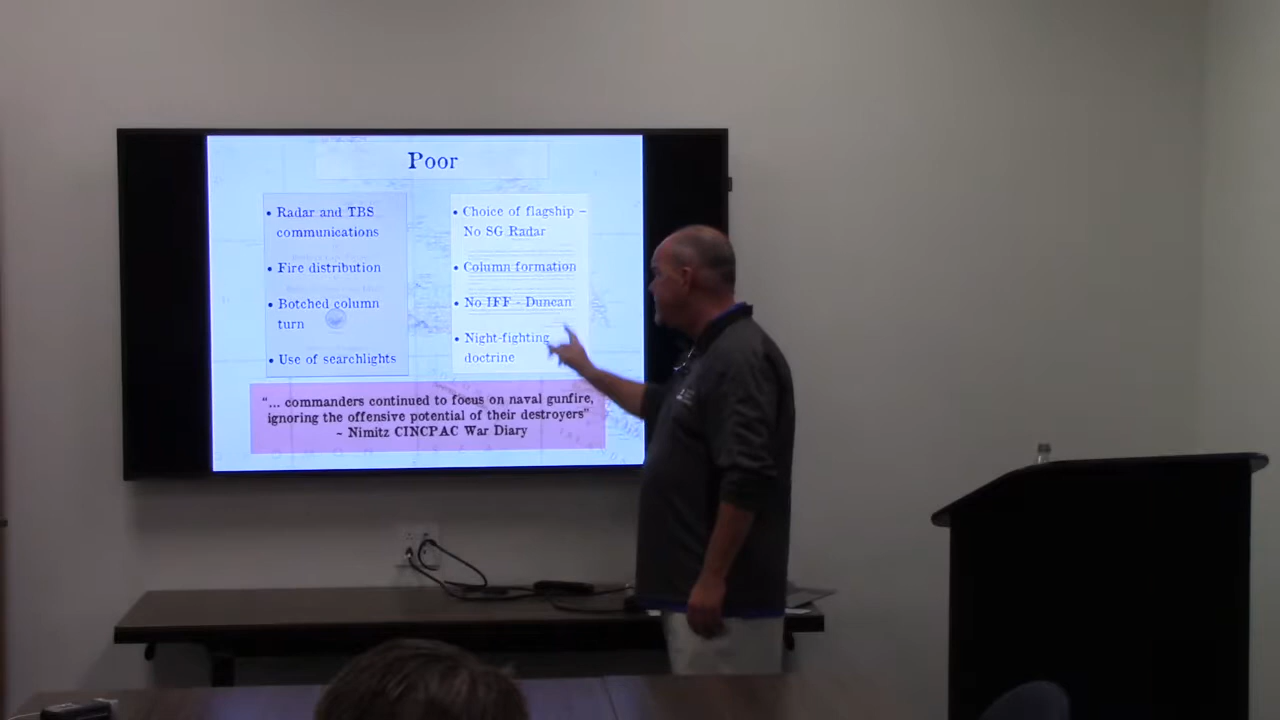 Poor
• Radar and TBS
communications
• Fire distribution
• Botched column
turn
• Use of searchlights
• Choice of flagship –
No SG Radar
• Column formation
• No IFF - Duncan
• Night-fighting
doctrine
“... commanders continued to focus on naval gunfire,
ignoring the offensive potential of their destroyers”
~ Nimitz CINCPAC War Diary